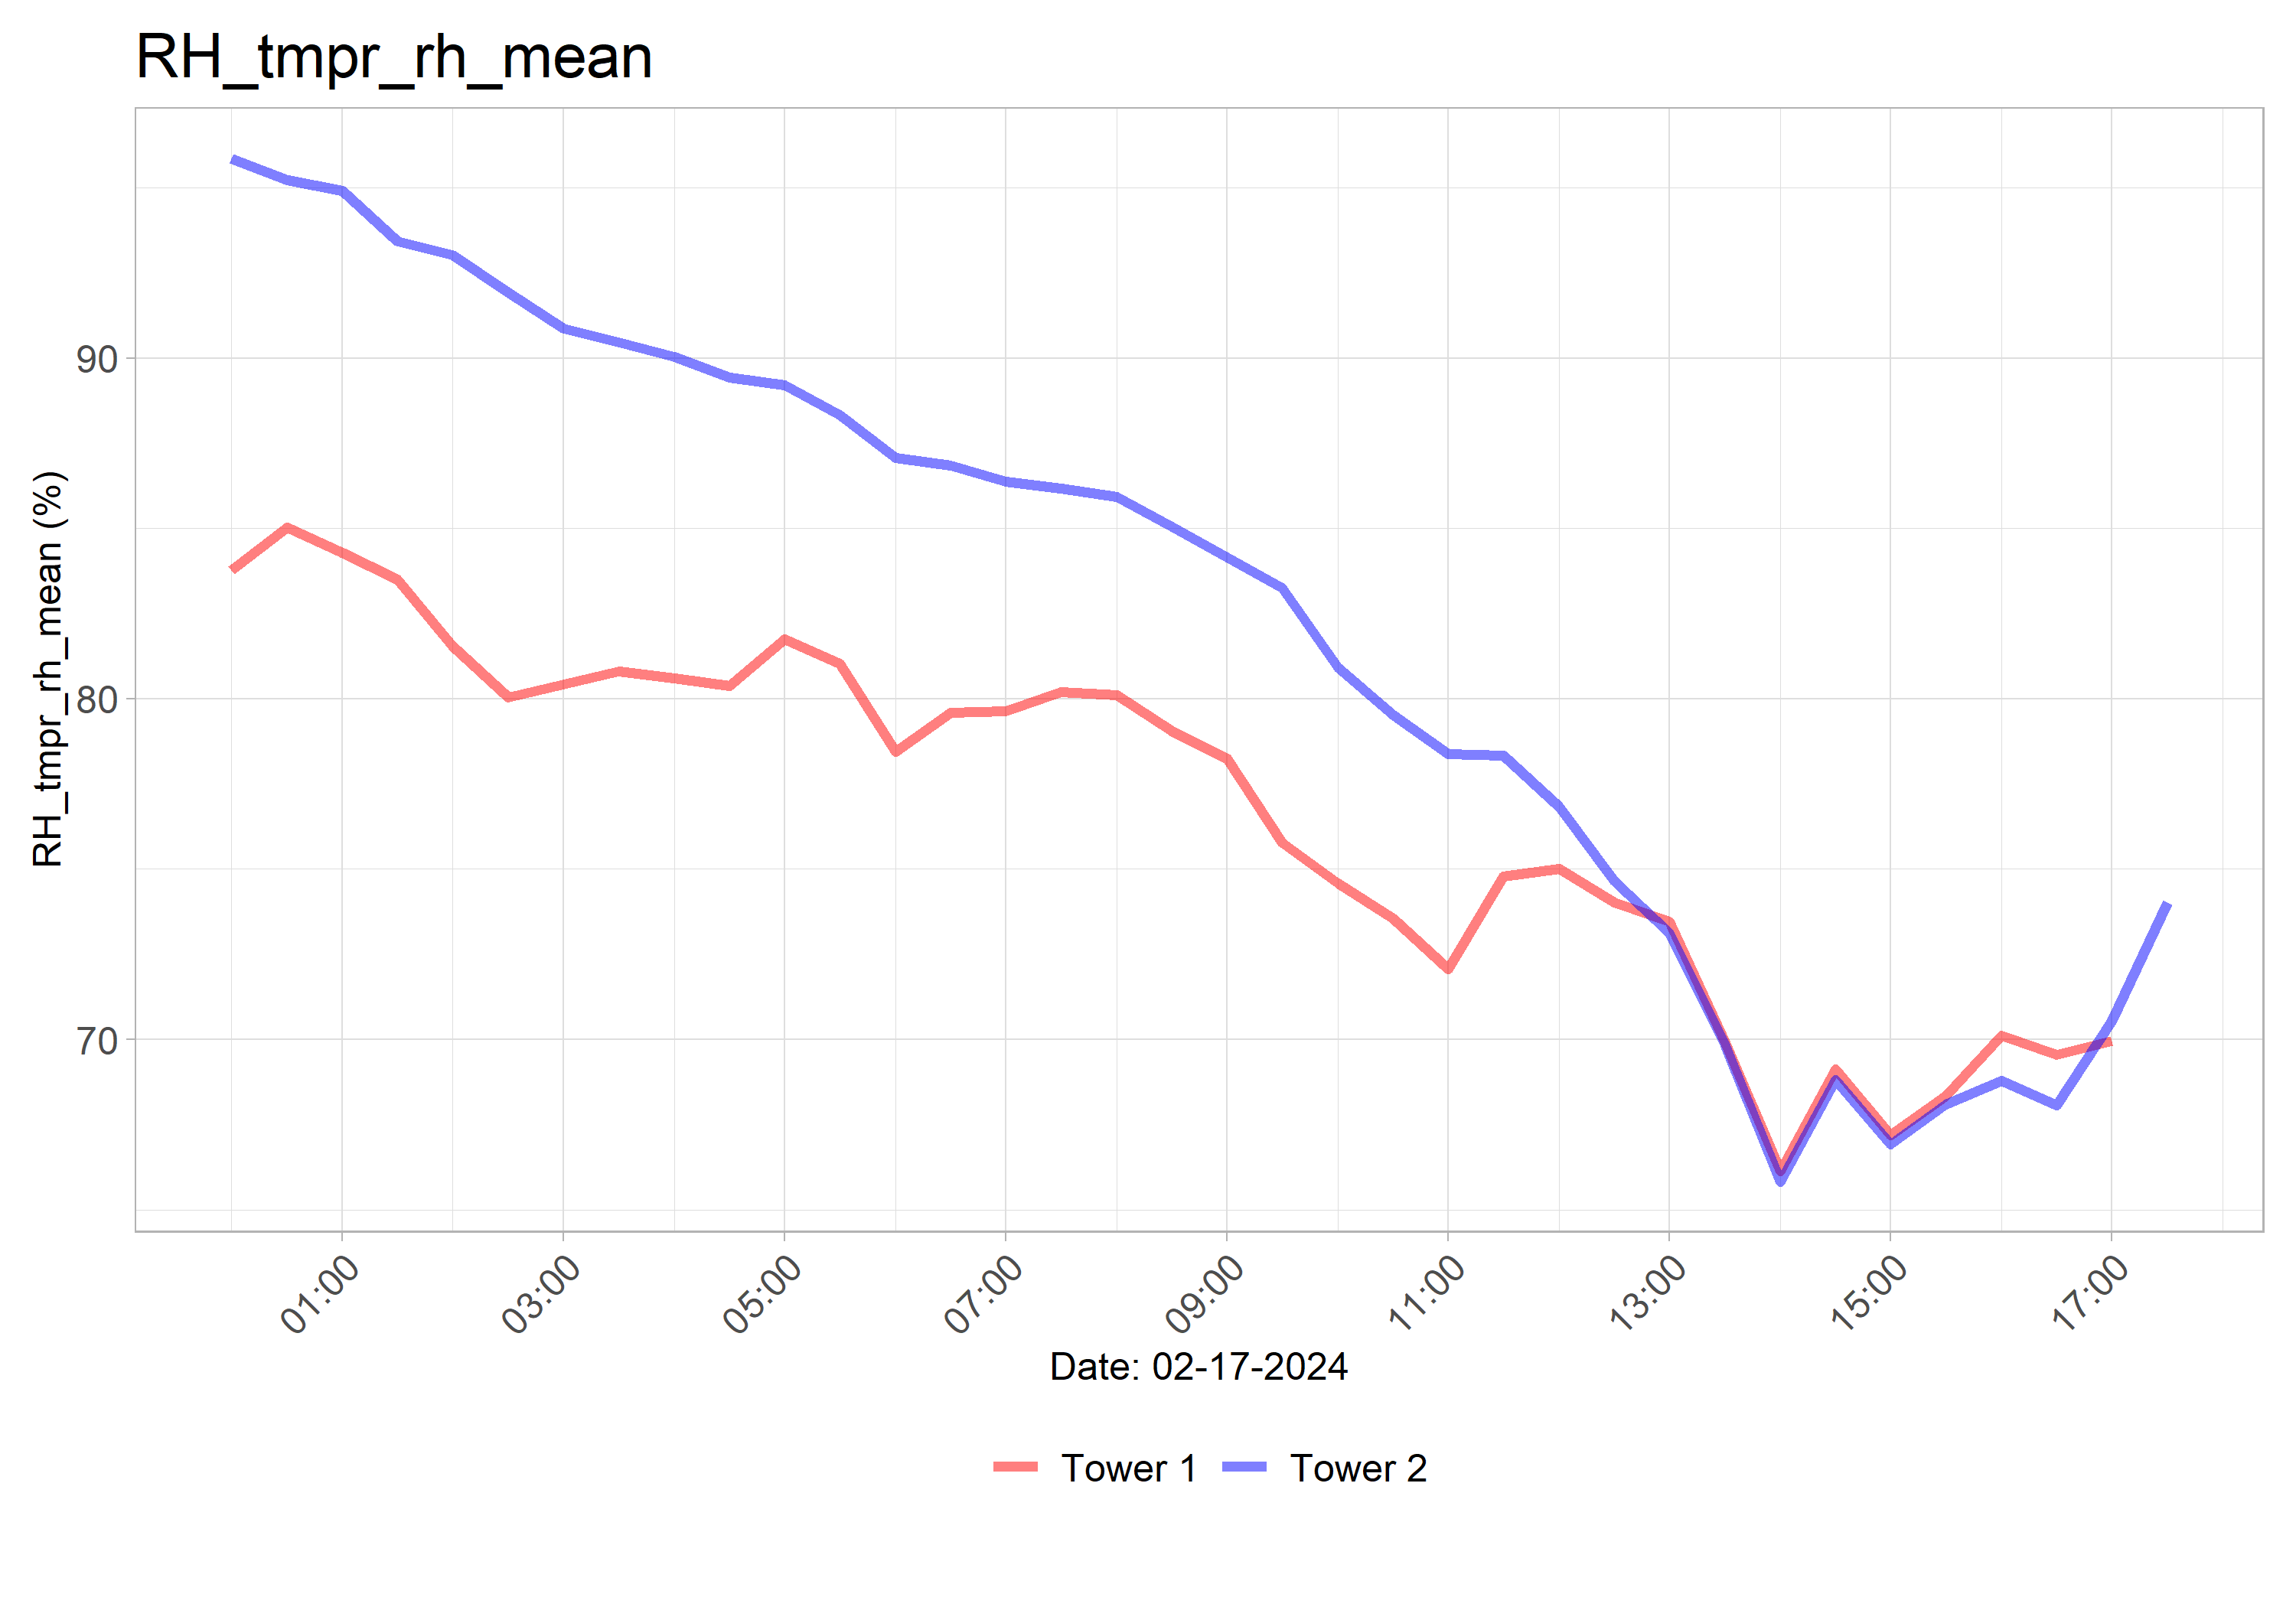 RH_tmpr_rh_mean
RH_tmpr_rh_mean (%)
90
80
70
01:00 03:00 05:00 07:00 09:00 11:00 13:00 15:00 17:00
Date: 02-17-2024
Tower 1 Tower 2